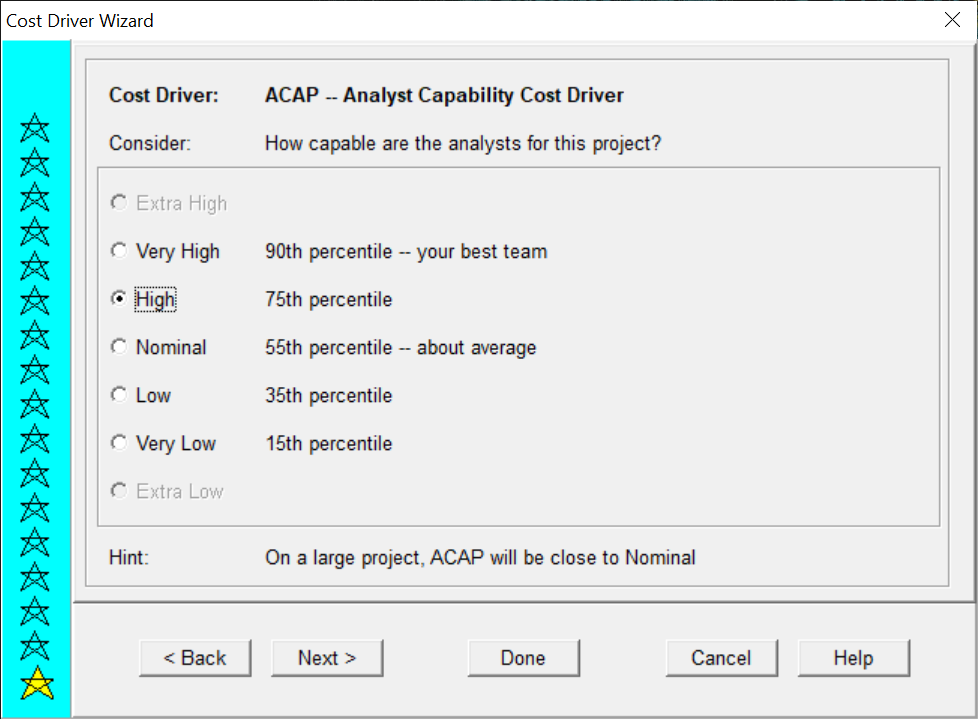 Cost Driver Wizard
Cost Driver: ACAP -- Analyst Capability Cost Driver
Consider: How capable are the analysts for this project?
Extra High
Very High 90th percentile -- your best team
High 75th percentile
Nominal 55th percentile -- about average
Low 35th percentile
Very Low 15th percentile
Extra Low
Hint: On a large project, ACAP will be close to Nominal
< Back Next > Done Cancel Help